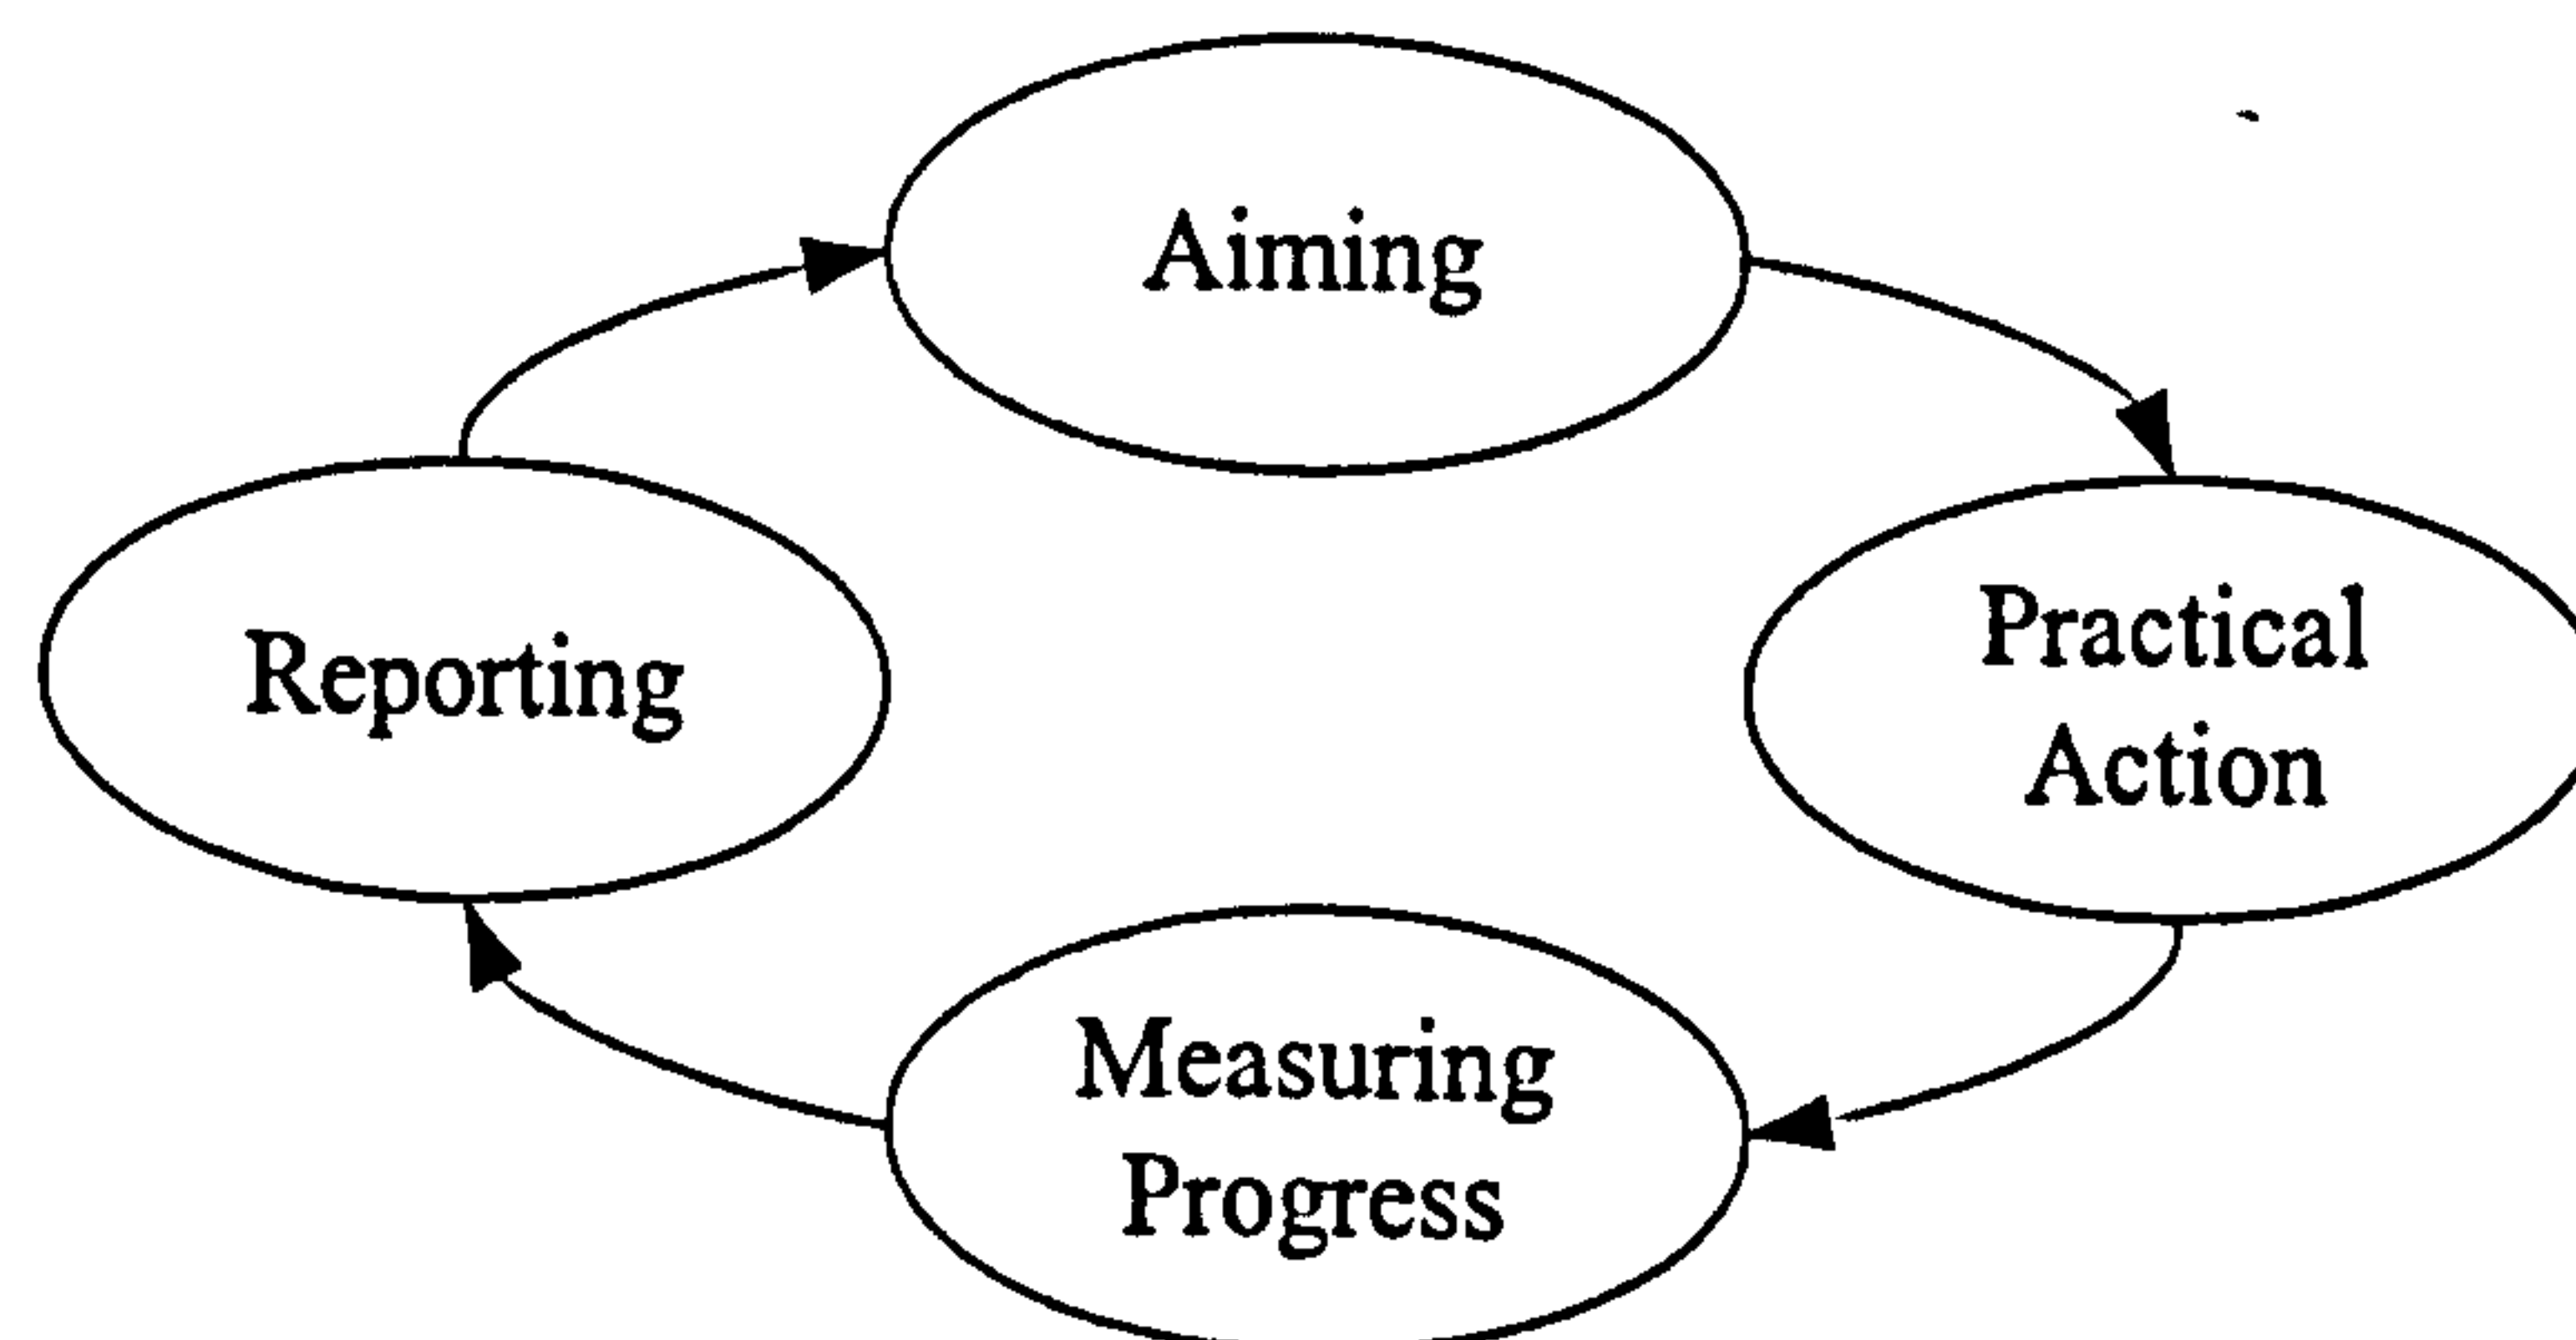 Aiming
Reporting
Practical
Action
Measuring
Progress